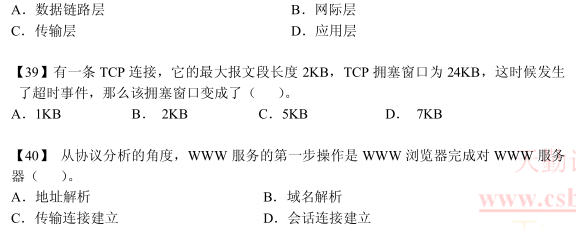 A．数据链路层 B．网际层
C．传输层 D．应用层
【39】有一条 TCP 连接，它的最大报文段长度 2KB，TCP 拥塞窗口为 24KB，这时候发生
了超时事件，那么该拥塞窗口变成了（ ）。
A．1KB B． 2KB C．5KB D． 7KB
【40】 从协议分析的角度，WWW 服务的第一步操作是 WWW 浏览器完成对 WWW 服务
器（ ）。
A．地址解析 B．域名解析
C．传输连接建立 D．会话连接建立
天勤
www.csb